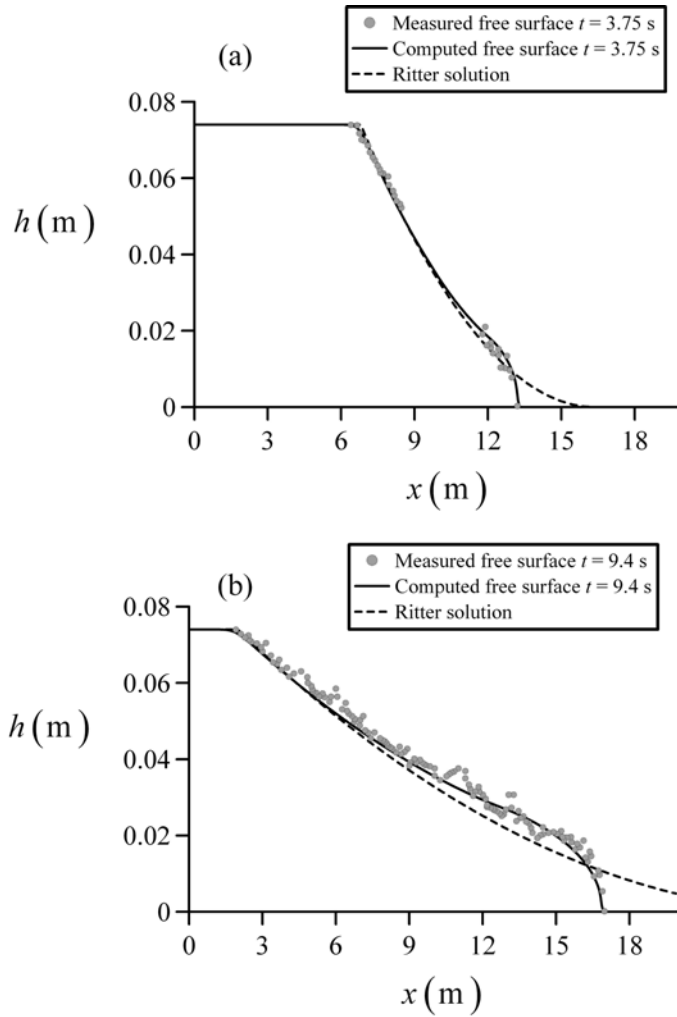 Measured free surface t = 3.75 s
Computed free surface t = 3.75 s
Ritter solution
(a)
0.08
0.06
h (m)
0.04
0.02
0
0 3 6 9 12 15 18
x (m)
Measured free surface t = 9.4 s
Computed free surface t = 9.4 s
Ritter solution
(b)
0.08
0.06
h (m)
0.04
0.02
0
0 3 6 9 12 15 18
x (m)